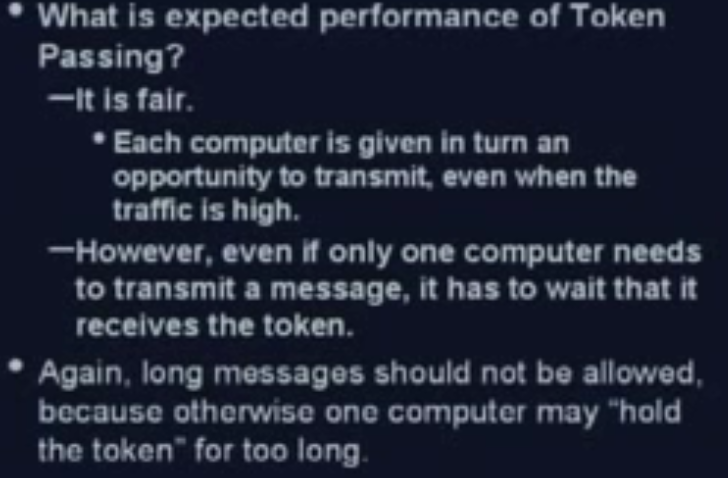 • What is expected performance of Token
Passing?
—It is fair.
• Each computer is given in turn an
opportunity to transmit, even when the
traffic is high.
—However, even if only one computer needs
to transmit a message, it has to wait that it
receives the token.
• Again, long messages should not be allowed,
because otherwise one computer may “hold
the token” for too long.